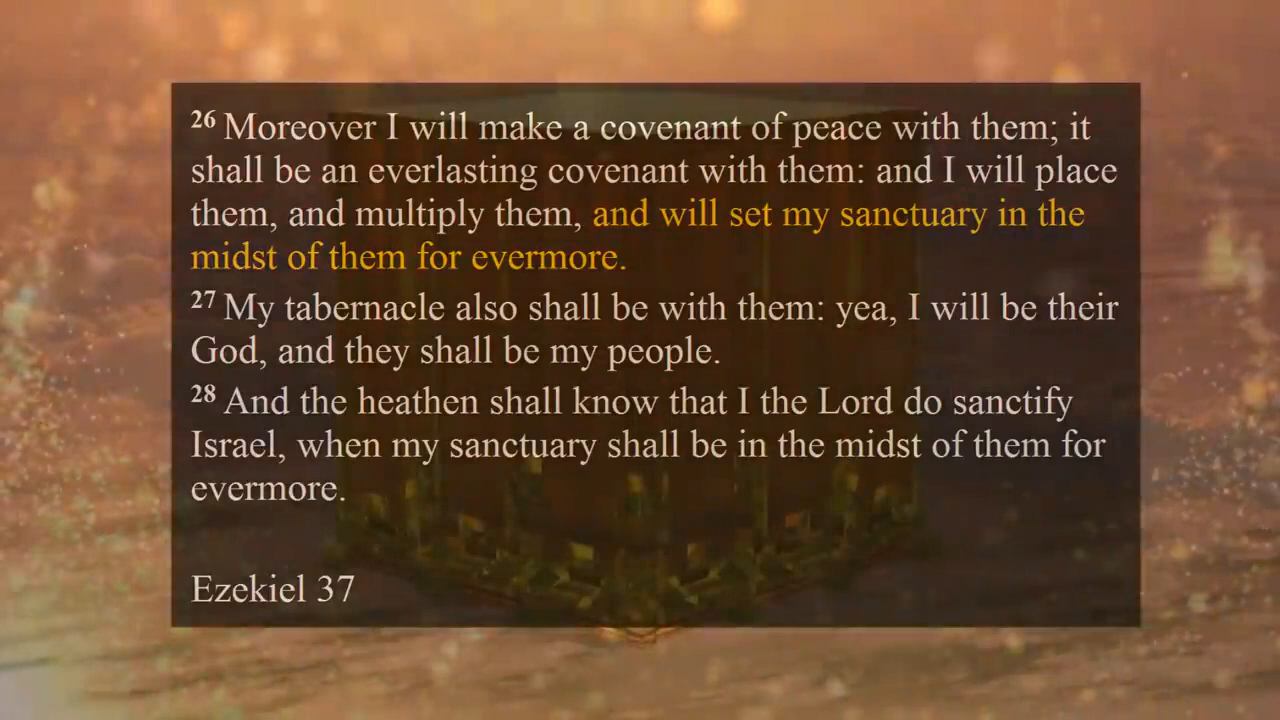 26 Moreover I will make a covenant of peace with them; it
shall be an everlasting covenant with them: and I will place
them, and multiply them, and will set my sanctuary in the
midst of them for evermore.
27 My tabernacle also shall be with them: yea, I will be their
God, and they shall be my people.
28 And the heathen shall know that I the Lord do sanctify
Israel, when my sanctuary shall be in the midst of them for
evermore.
Ezekiel 37